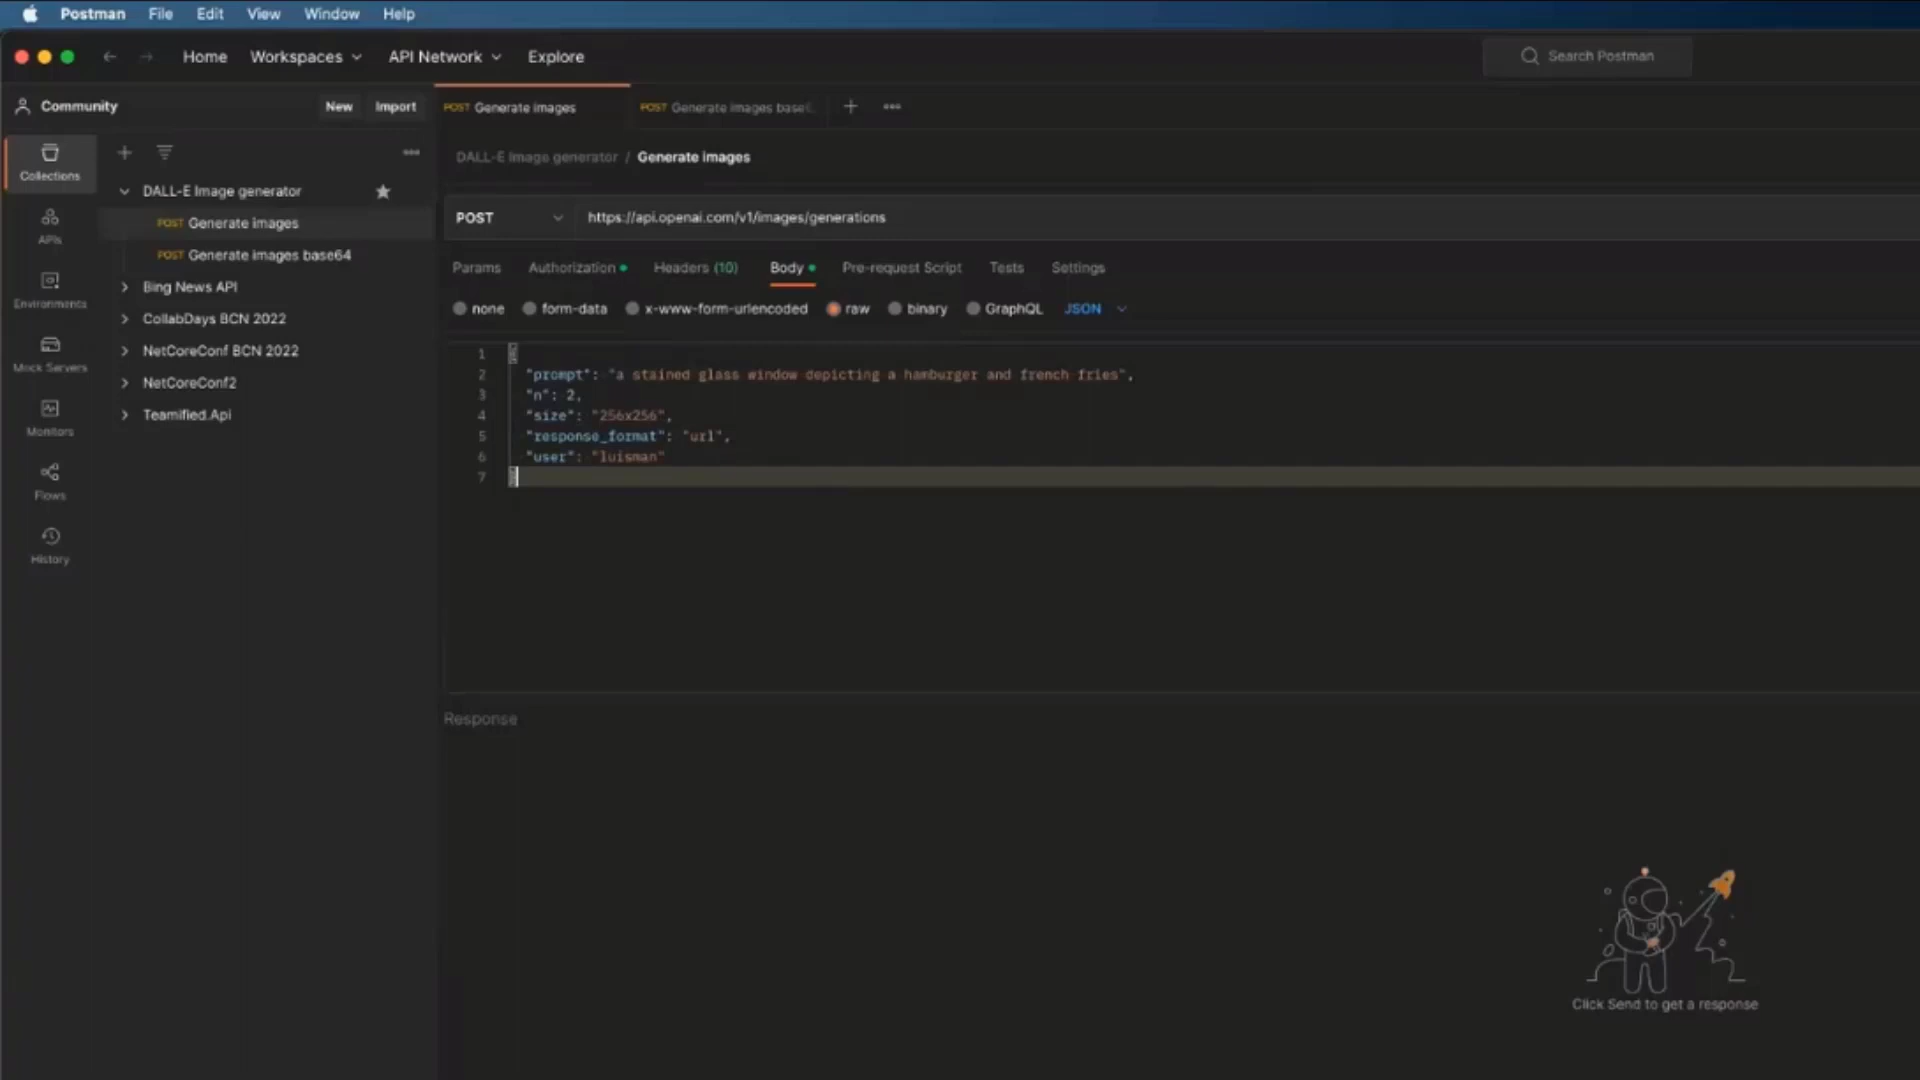 Postman File Edit View Window Help
Home Workspaces API Network Explore Search Postman
Community New Import
POST Generate images POST Generate images base
DALL-E Image generator / Generate images
Collections
DALL-E Image generator
POST Generate images
POST Generate images base64
Bing News API
CollabDays BCN 2022
NetCoreConf BCN 2022
NetCoreConf2
Teamified.Api
APIs
Environments
Mock Servers
Monitors
Flows
History
POST https://api.openai.com/v1/images/generations
Params Authorization Headers (10) Body Pre-request Script Tests Settings
none form-data x-www-form-urlencoded raw binary GraphQL JSON
1 {
2 "prompt": "a stained glass window depicting a hamburger and french fries",
3 "n": 2,
4 "size": "256x256",
5 "response_format": "url",
6 "user": "luisman"
7 }
Response
Click Send to get a response